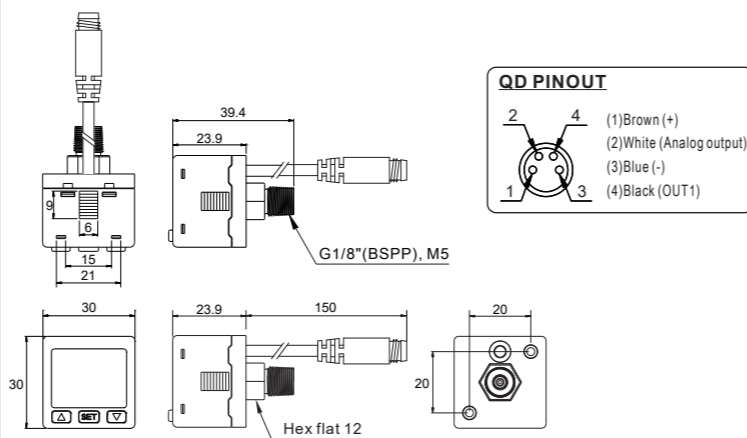 39.4
23.9
9
6
15
21
G1/8"(BSPP), M5
QD PINOUT
2
4
1
3
(1)Brown(+)
(2)White (Analog output)
(3)Blue(-)
(4)Black (OUT1)
30
30
SET
23.9
150
Hex flat 12
20
20